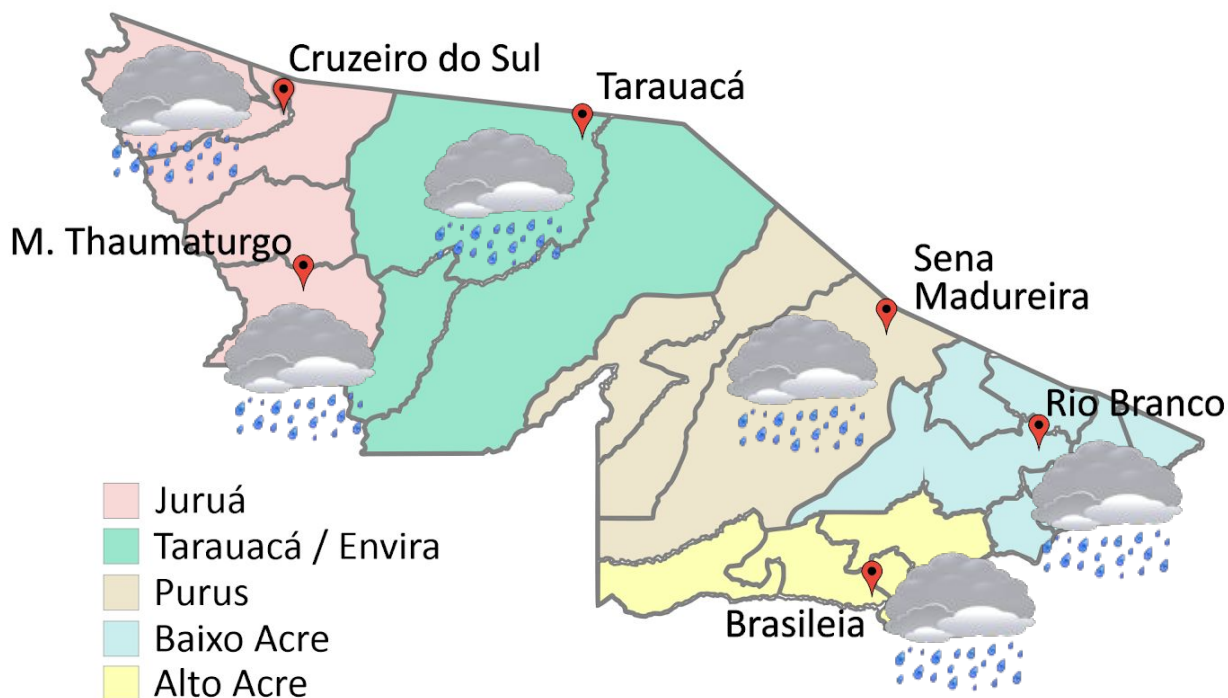 Cruzeiro do Sul
Tarauacá
M. Thaumaturgo
Sena
Madureira
Rio Branco
Brasileia
Juruá
Tarauacá / Envira
Purus
Baixo Acre
Alto Acre